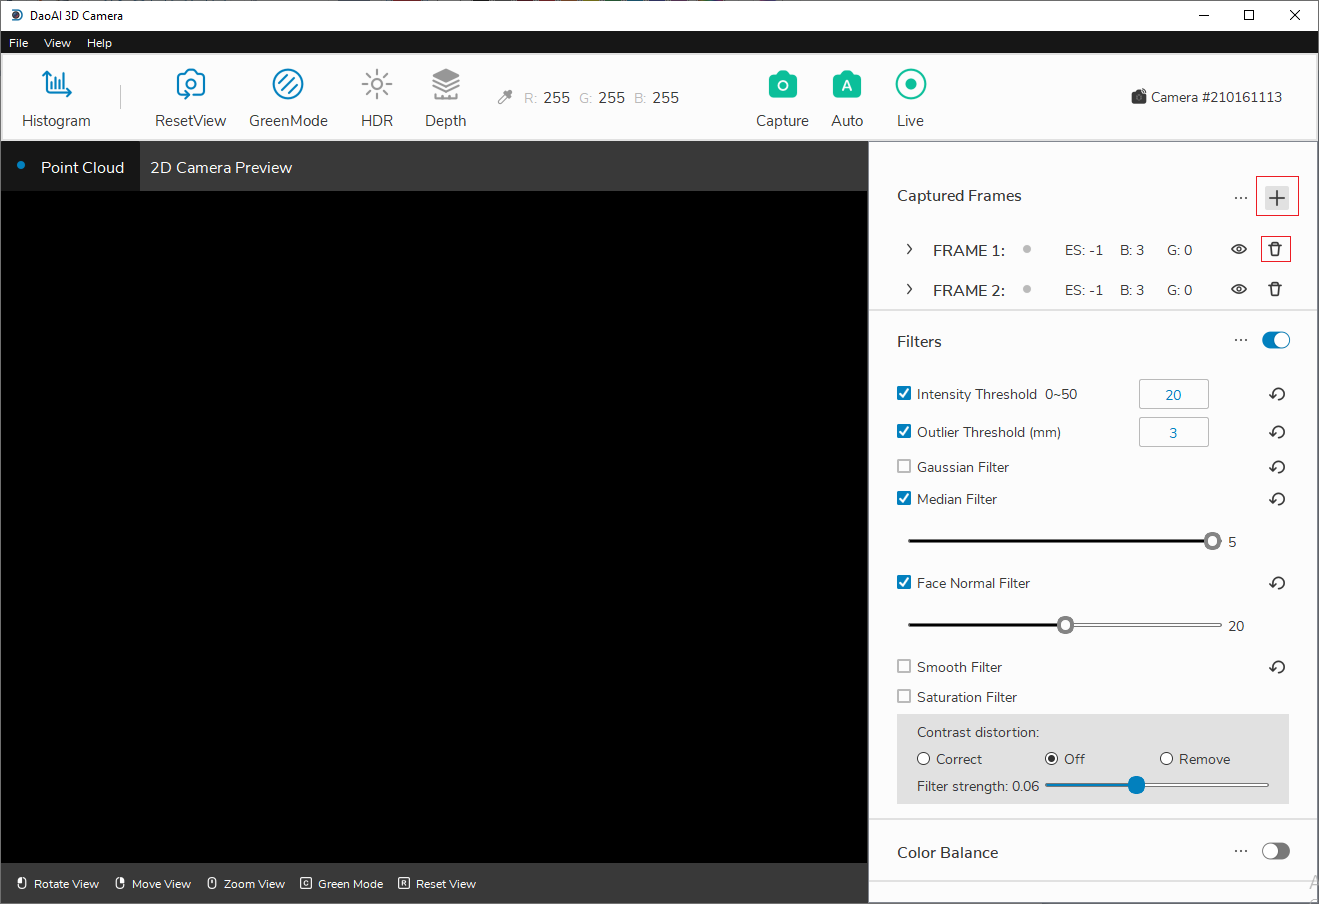 DaoAI 3D Camera
File View Help
Histogram ResetView GreenMode HDR Depth R: 255 G: 255 B: 255 Capture Auto Live Camera #210161113
Point Cloud 2D Camera Preview
Captured Frames ...
FRAME 1: ES: -1 B: 3 G: 0
FRAME 2: ES: -1 B: 3 G: 0
Filters ...
Intensity Threshold 0~50 20
Outlier Threshold (mm) 3
Gaussian Filter
Median Filter
5
Face Normal Filter
20
Smooth Filter
Saturation Filter
Contrast distortion:
Correct Off Remove
Filter strength: 0.06
Color Balance ...
Rotate View Move View Zoom View C Green Mode R Reset View